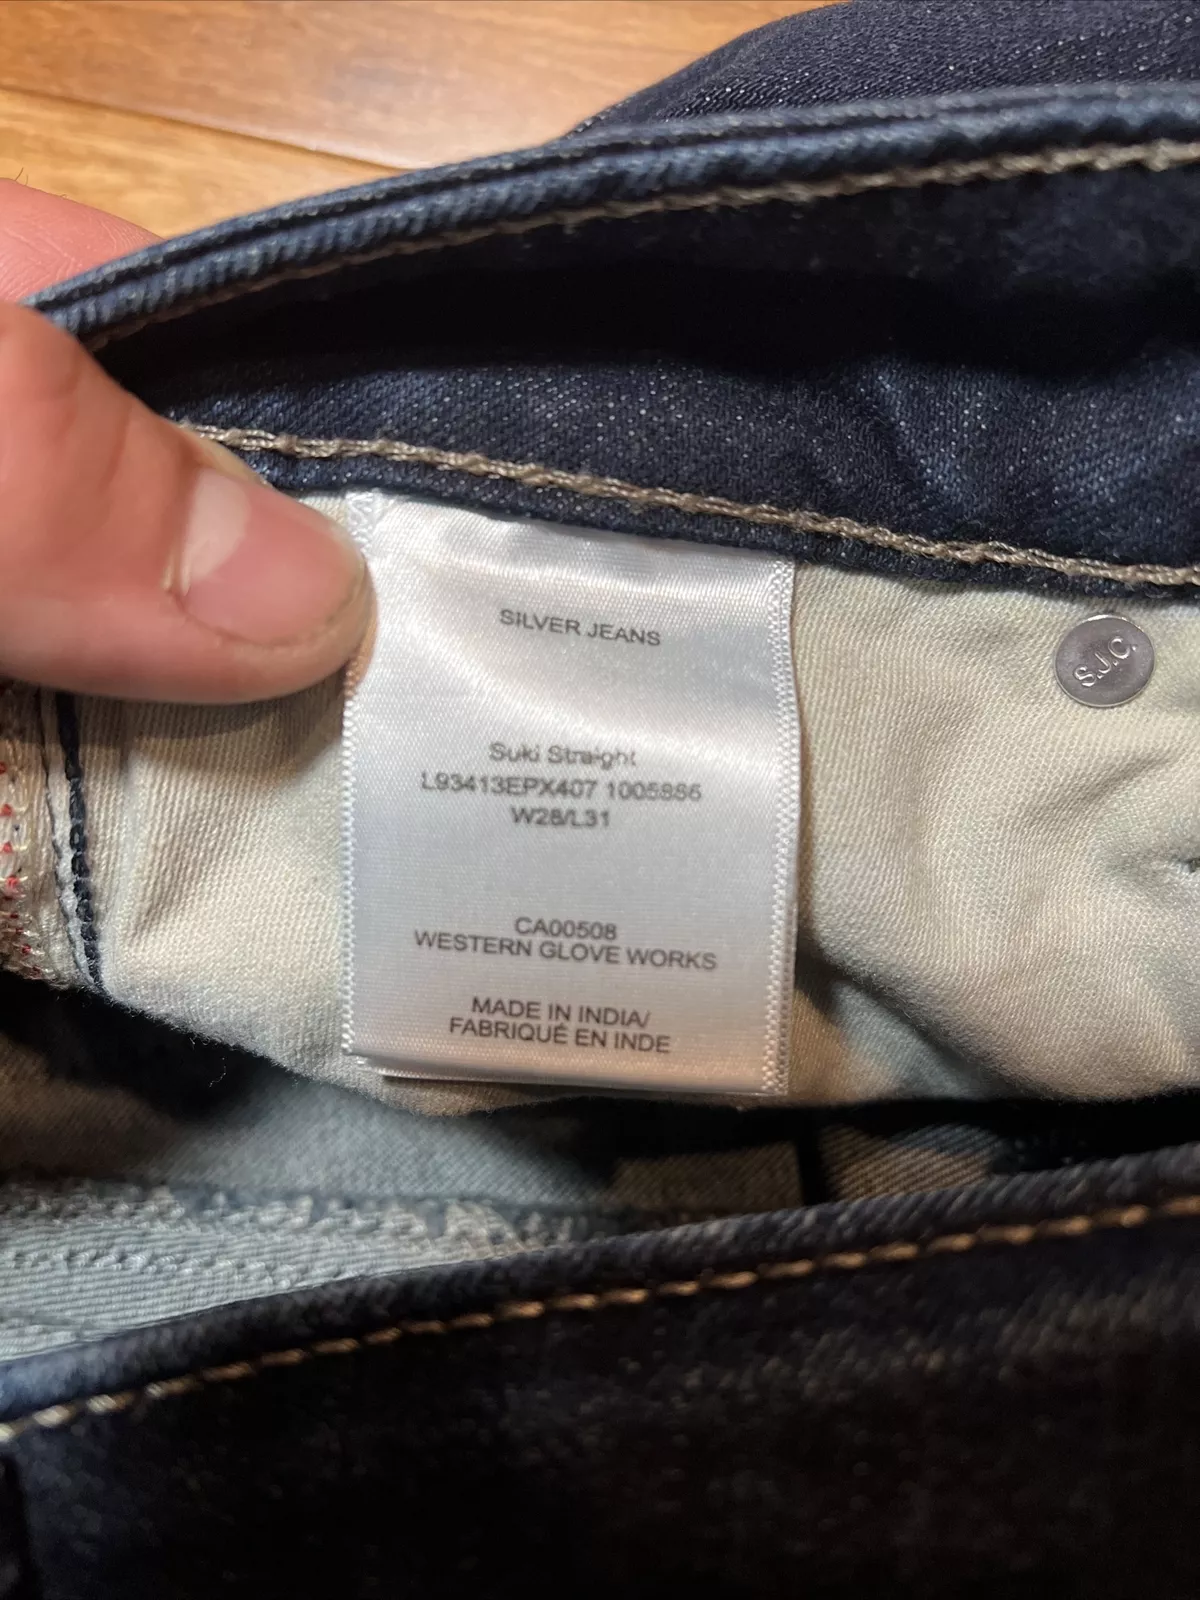 SILVER JEANS
S.J.C.
Suki Straight
L93413EPX407 1005886
W28/L31
CA00508
WESTERN GLOVE WORKS
MADE IN INDIA/
FABRIQUÉ EN INDE